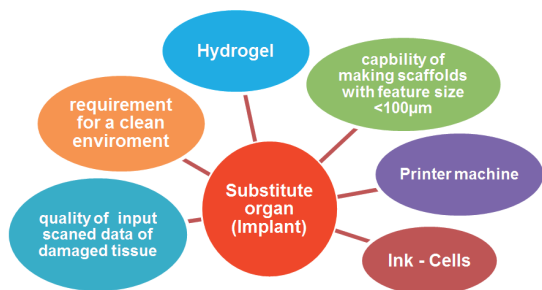 Hydrogel
capbility of
making scaffolds
with feature size
<100µm
requirement
for a clean
enviroment
Printer machine
Substitute
organ
(Implant)
quality of input
scaned data of
damaged tissue
Ink - Cells